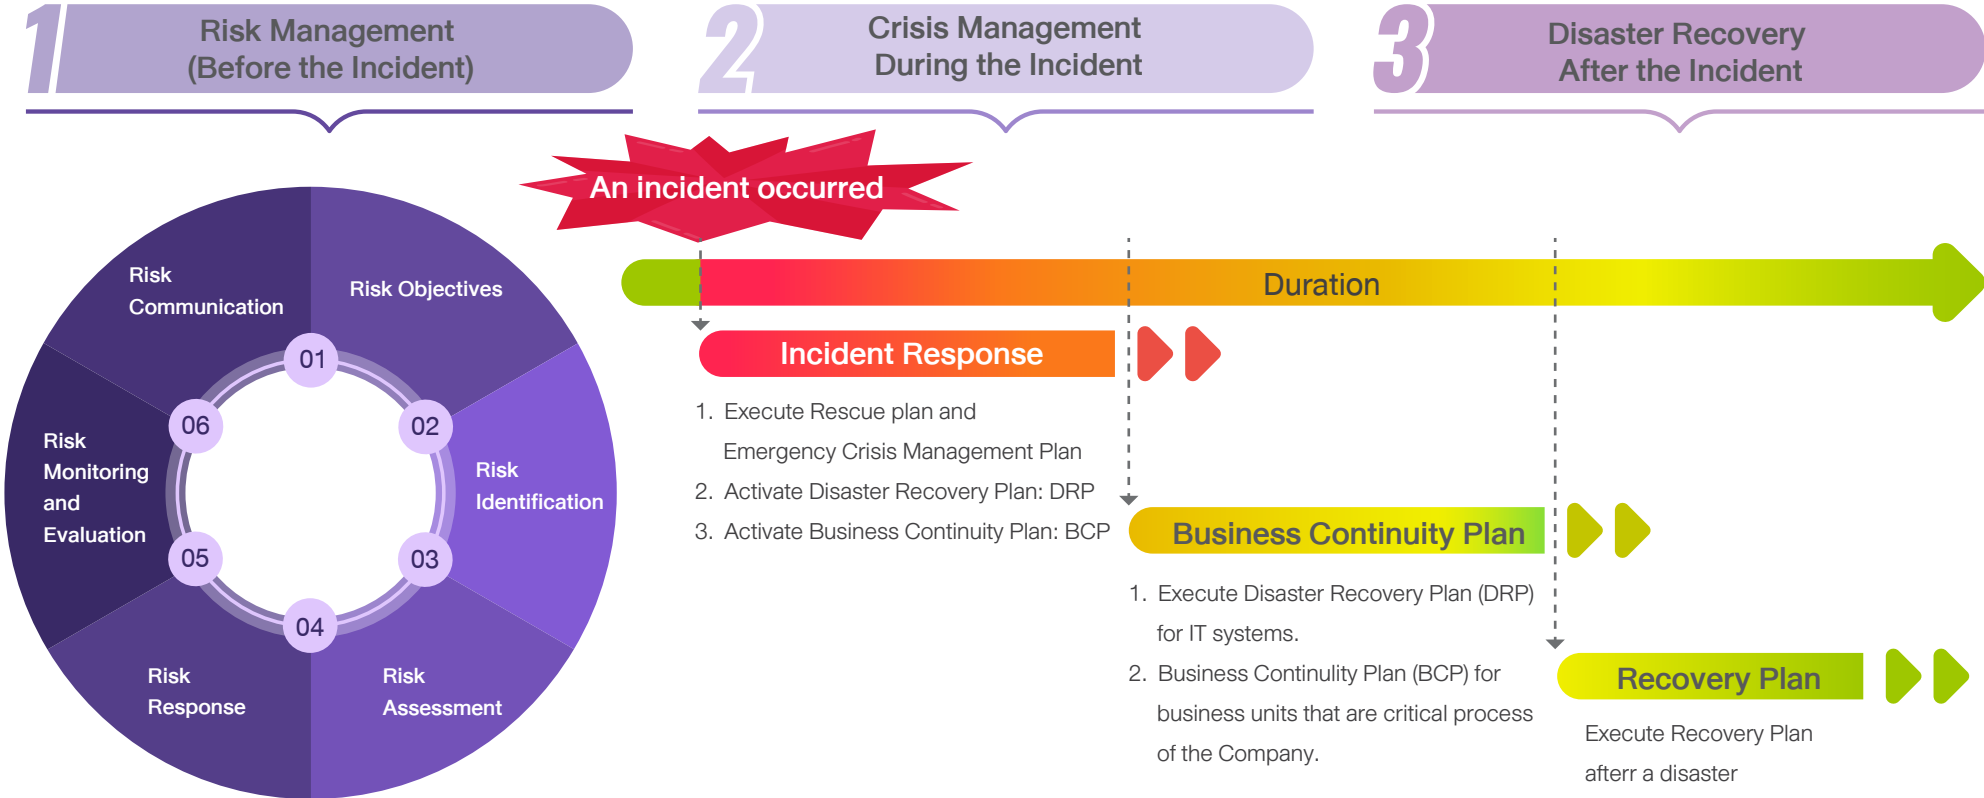 1
Risk Management
(Before the Incident)
2
Crisis Management
During the Incident
3
Disaster Recovery
After the Incident
An incident occurred
Duration
Risk
Communication
Risk Objectives
Risk
Identification
Risk
Assessment
Risk
Response
Risk
Monitoring
and
Evaluation
01
02
03
04
05
06
Incident Response
1. Execute Rescue plan and
Emergency Crisis Management Plan
2. Activate Disaster Recovery Plan: DRP
3. Activate Business Continuity Plan: BCP
Business Continuity Plan
1. Execute Disaster Recovery Plan (DRP)
for IT systems.
2. Business Continulity Plan (BCP) for
business units that are critical process
of the Company.
Recovery Plan
Execute Recovery Plan
afterr a disaster